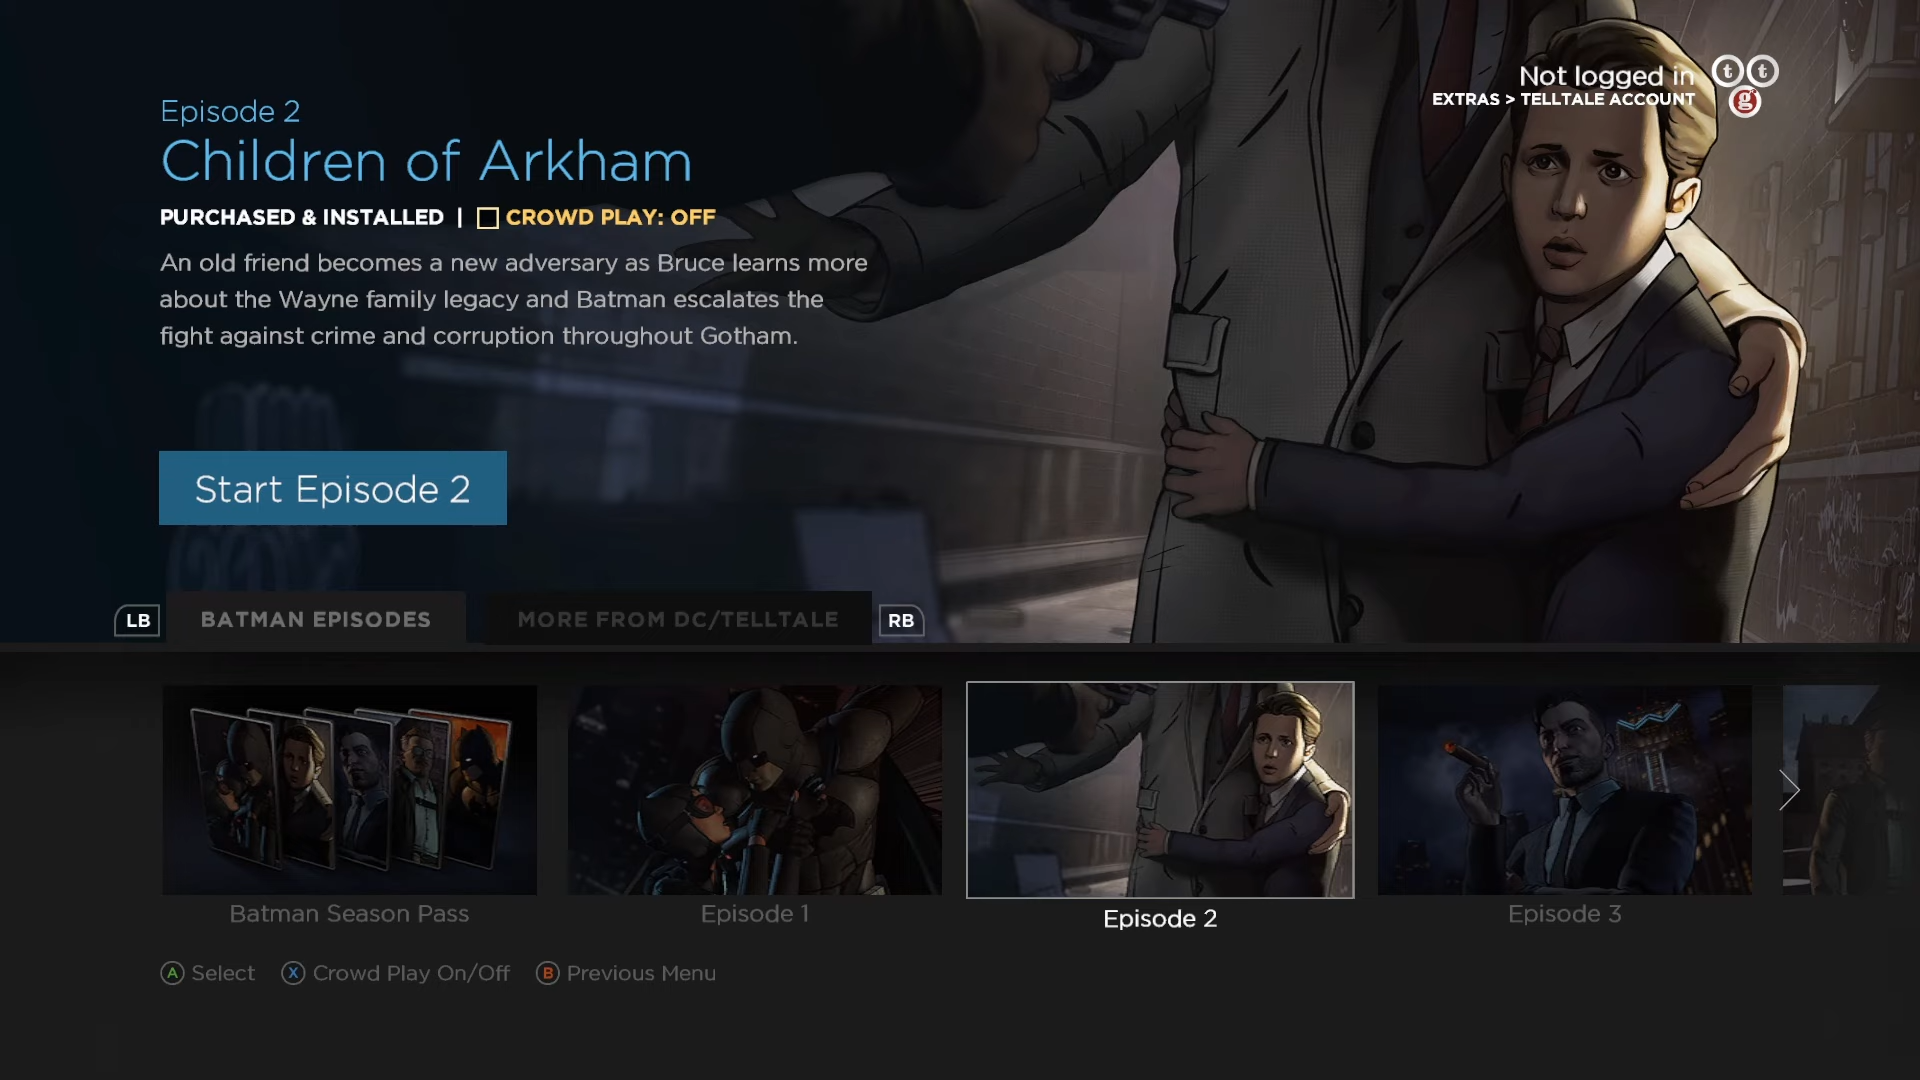 Not logged in
EXTRAS > TELLTALE ACCOUNT
t t
g
Episode 2
Children of Arkham
PURCHASED & INSTALLED | CROWD PLAY: OFF
An old friend becomes a new adversary as Bruce learns more
about the Wayne family legacy and Batman escalates the
fight against crime and corruption throughout Gotham.
Start Episode 2
LB BATMAN EPISODES MORE FROM DC/TELLTALE RB
Batman Season Pass Episode 1 Episode 2 Episode 3
A Select X Crowd Play On/Off B Previous Menu